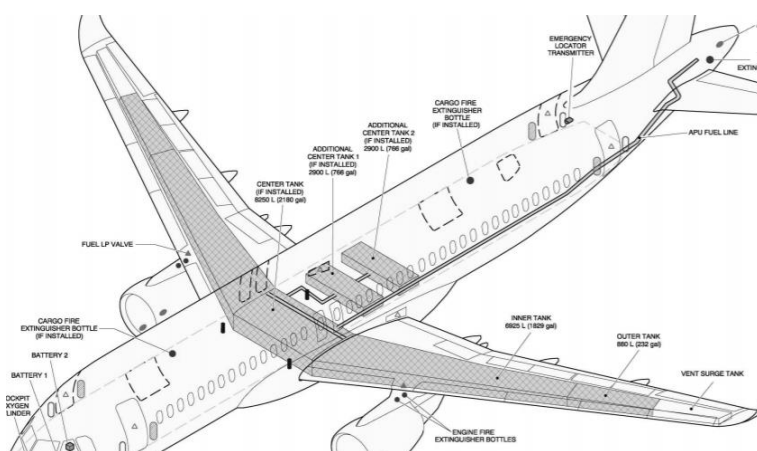 EMERGENCY
LOCATOR
TRANSMITTER
EXTIN
CARGO FIRE
EXTINGUISHER
BOTTLE
(IF INSTALLED)
ADDITIONAL
CENTER TANK 2
(IF INSTALLED)
2900 L (766 gal)
ADDITIONAL
CENTER TANK 1
(IF INSTALLED)
2900 L (766 gal)
APU FUEL LINE
CENTER TANK
(IF INSTALLED)
8250 L (2180 gal)
FUEL LP VALVE
CARGO FIRE
EXTINGUISHER BOTTLE
(IF INSTALLED)
INNER TANK
6925 L (1829 gal)
OUTER TANK
880 L (232 gal)
BATTERY 2
VENT SURGE TANK
BATTERY 1
OCKPIT
XYGEN
LINDER
ENGINE FIRE
EXTINGUISHER BOTTLES